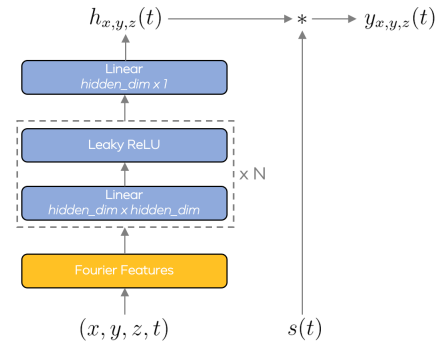 h_{x,y,z}(t) * y_{x,y,z}(t)
Linear
hidden_dim x 1
Leaky ReLU
x N
Linear
hidden_dim x hidden_dim
Fourier Features
(x, y, z, t) s(t)